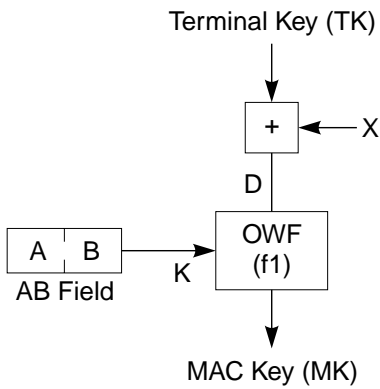 Terminal Key (TK)
+
X
D
A B
K
OWF
(f1)
AB Field
MAC Key (MK)